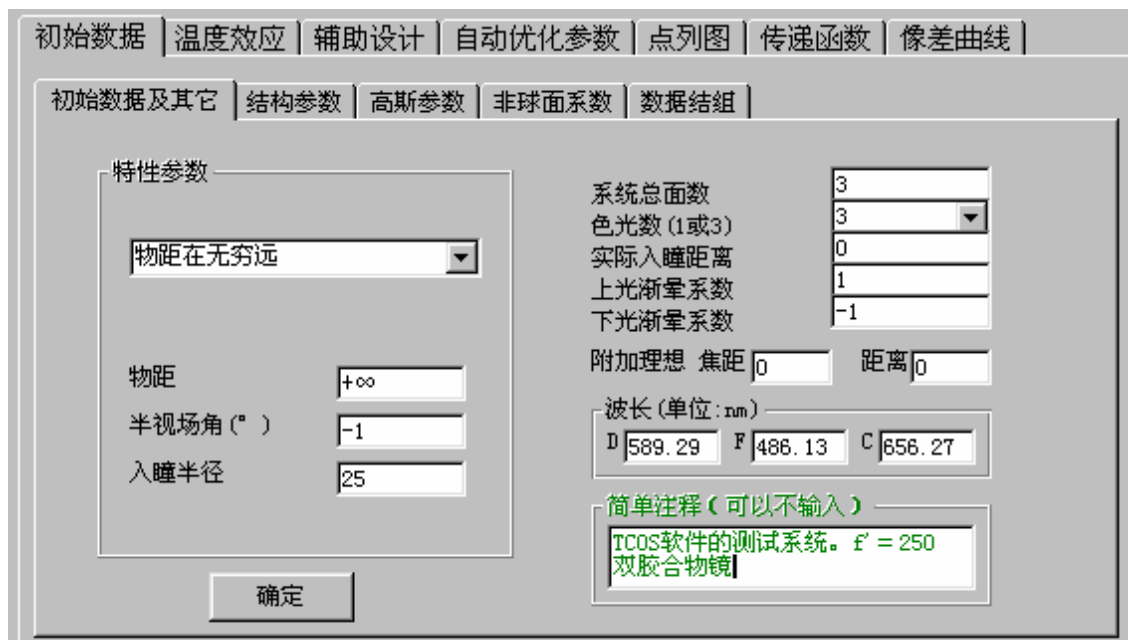 初始数据 温度效应 辅助设计 自动优化参数 点列图 传递函数 像差曲线
初始数据及其它 结构参数 高斯参数 非球面系数 数据结组
特性参数
物距在无穷远
物距 +∞
半视场角(° ) -1
入瞳半径 25
确定
系统总面数 3
色光数(1或3) 3
实际入瞳距离 0
上光渐晕系数 1
下光渐晕系数 -1
附加理想 焦距 0 距离 0
波长(单位:nm)
D 589.29 F 486.13 C 656.27
简单注释(可以不输入)
TCOS软件的测试系统。f'=250
双胶合物镜